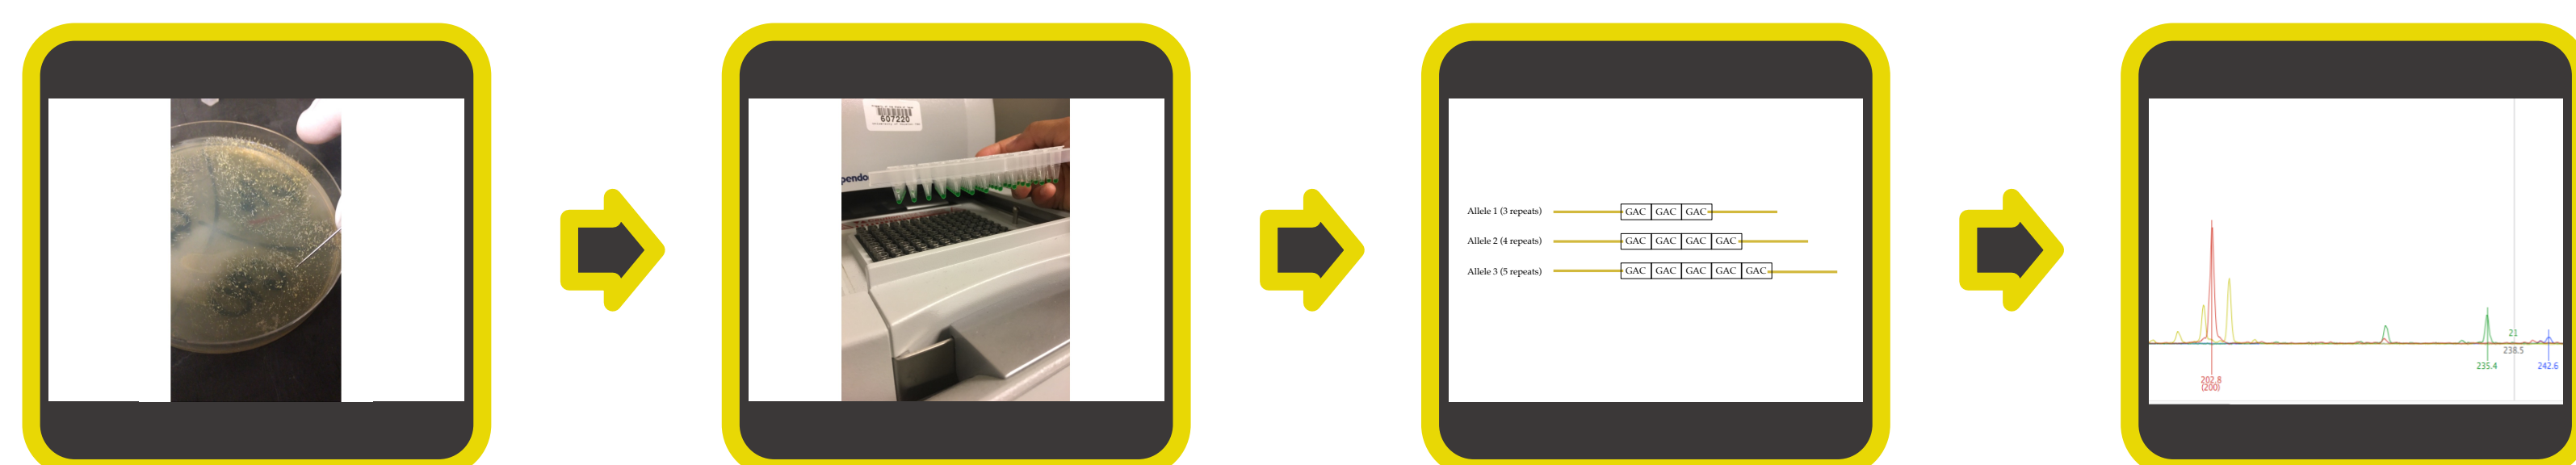 607220
pendo
Allele 1 (3 repeats) GAC GAC GAC
Allele 2 (4 repeats) GAC GAC GAC GAC
Allele 3 (5 repeats) GAC GAC GAC GAC GAC
21
238.5
202.8
(200)
235.4
242.6